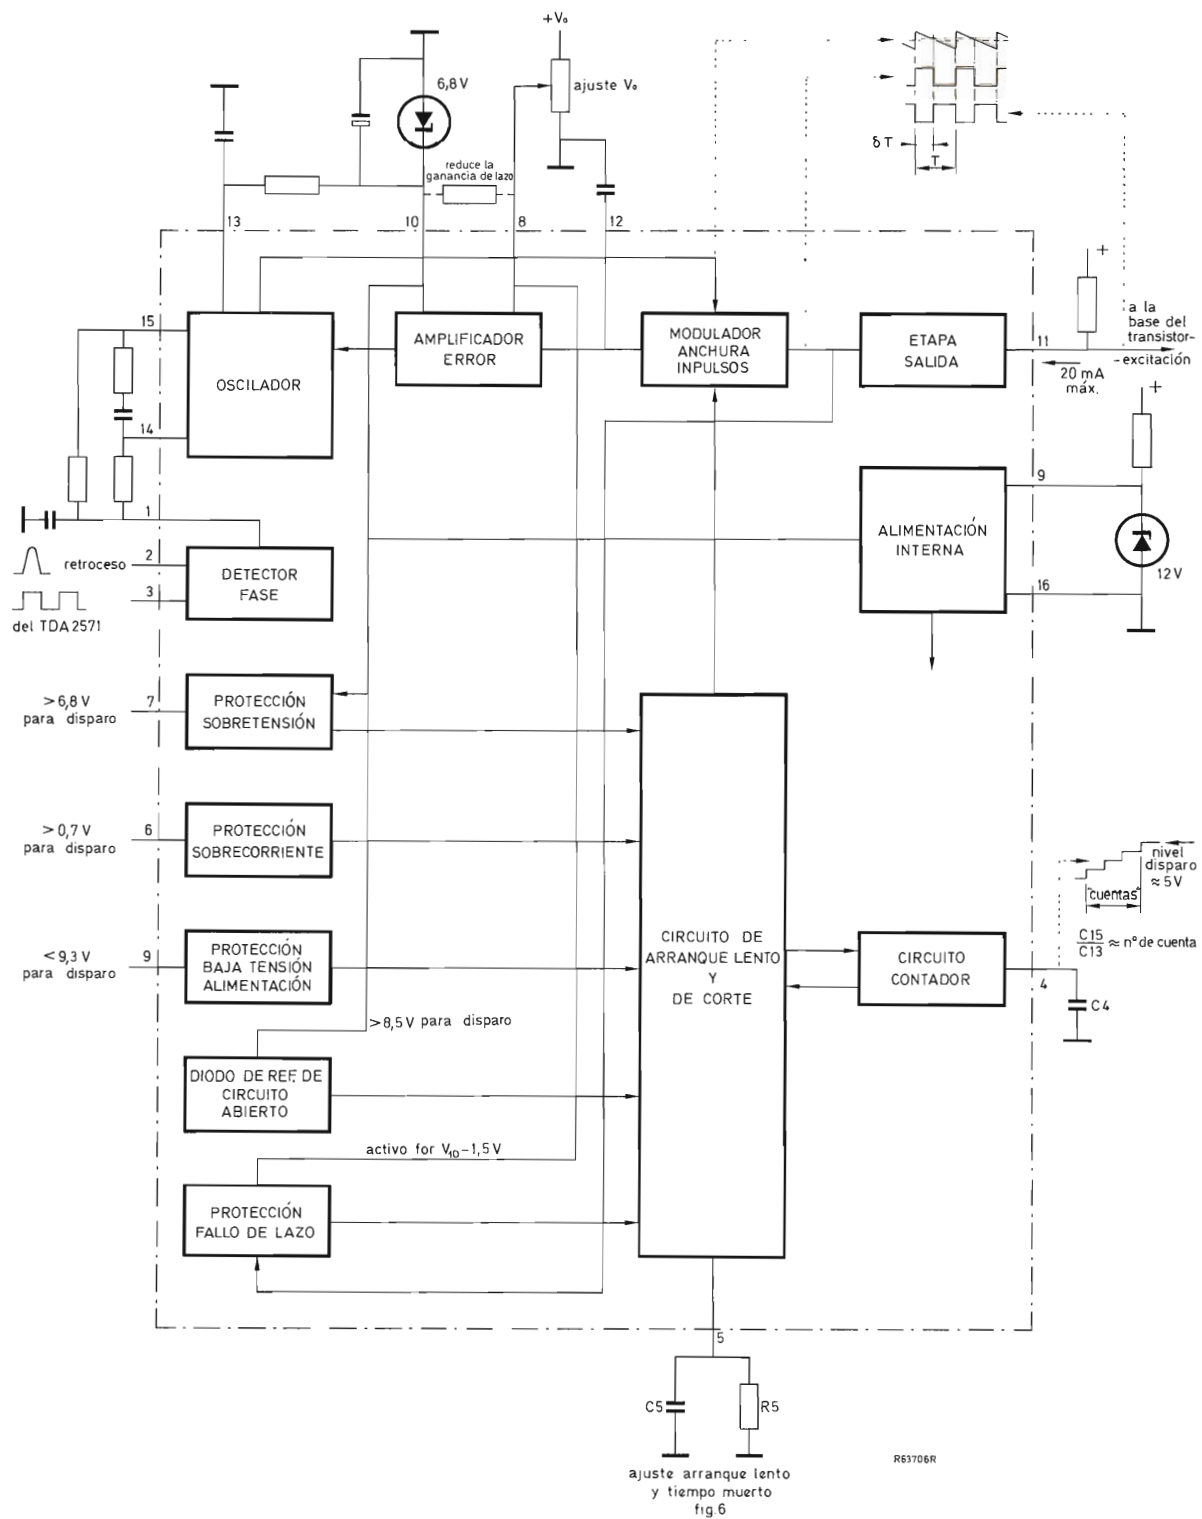 +Vₒ
6,8 V
ajuste Vₒ
reduce la
ganancia de lazo
δT
T
13
10
8
12
+
15
OSCILADOR
AMPLIFICADOR
ERROR
MODULADOR
ANCHURA
INPULSOS
ETAPA
SALIDA
11
a la
base del
transistor-
-excitación
20 mA
máx.
+
14
9
ALIMENTACIÓN
INTERNA
12 V
16
1
2
retroceso
3
DETECTOR
FASE
del TDA2571
>6,8 V
para disparo
7
PROTECCIÓN
SOBRETENSIÓN
>0,7 V
para disparo
6
PROTECCIÓN
SOBRECORRIENTE
nivel
disparo
≈5V
"cuentas"
C15/C13 ≈ nº de cuenta
<9,3 V
para disparo
9
PROTECCIÓN
BAJA TENSIÓN
ALIMENTACIÓN
CIRCUITO DE
ARRANQUE LENTO
Y
DE CORTE
CIRCUITO
CONTADOR
4
C4
>8,5 V para disparo
DIODO DE REF. DE
CIRCUITO
ABIERTO
activo for V₁₀-1,5 V
PROTECCIÓN
FALLO DE LAZO
5
C5
R5
R63706R
ajuste arranque lento
y tiempo muerto
fig.6